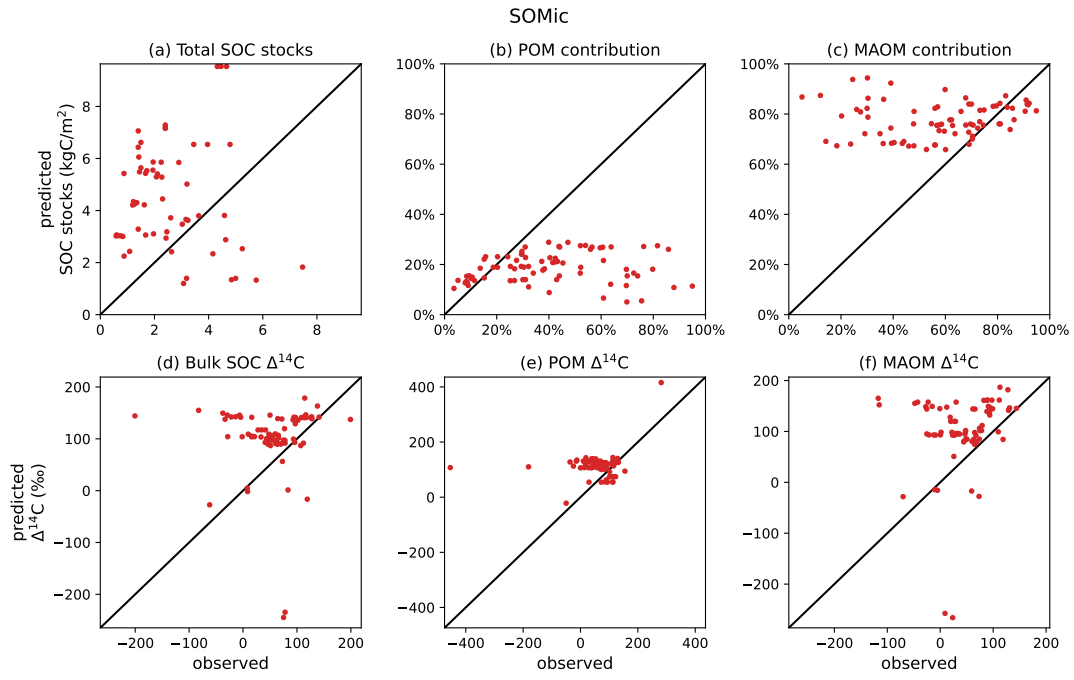 SOMic
(a) Total SOC stocks
(b) POM contribution
(c) MAOM contribution
predicted
SOC stocks (kgC/m²)
8
6
4
2
0
0 2 4 6 8
100%
80%
60%
40%
20%
0%
0% 20% 40% 60% 80% 100%
100%
80%
60%
40%
20%
0%
0% 20% 40% 60% 80% 100%
(d) Bulk SOC Δ¹⁴C
(e) POM Δ¹⁴C
(f) MAOM Δ¹⁴C
predicted
Δ¹⁴C (‰)
200
100
0
−100
−200
−200 −100 0 100 200
observed
400
200
0
−200
−400
−400 −200 0 200 400
observed
200
100
0
−100
−200
−200 −100 0 100 200
observed